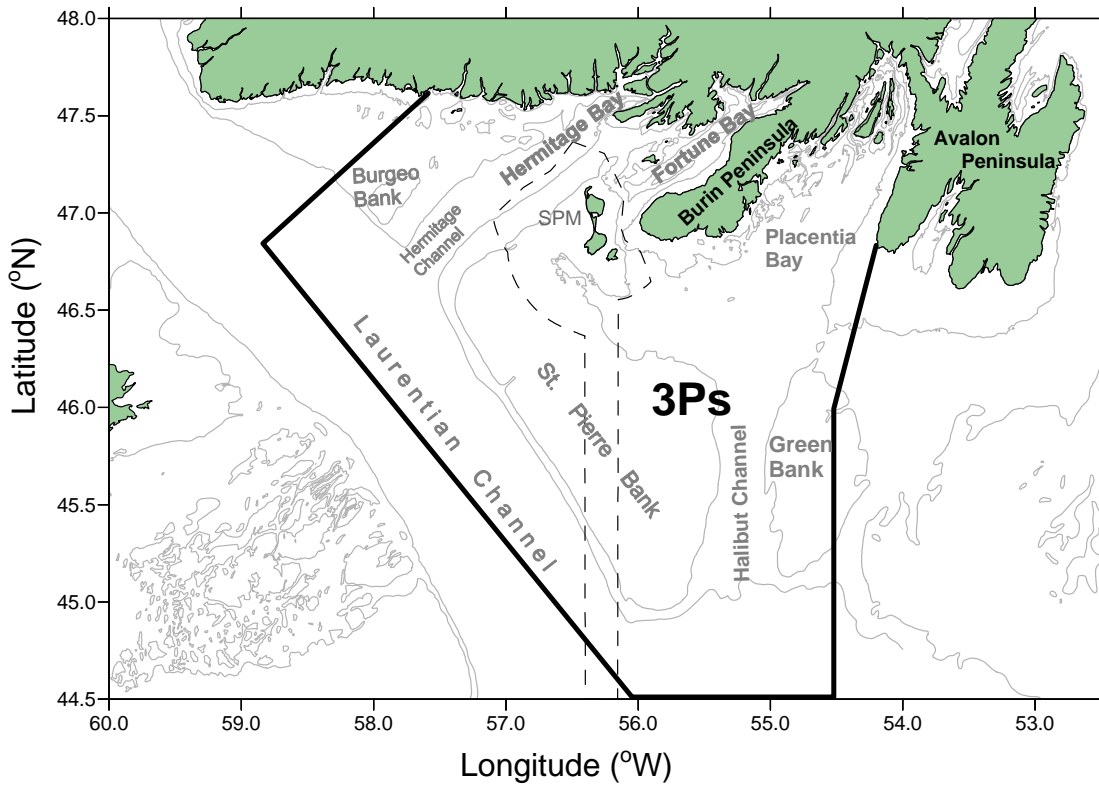 48.0
47.5
47.0
46.5
46.0
45.5
45.0
44.5
Latitude (°N)
60.0
59.0
58.0
57.0
56.0
55.0
54.0
53.0
Longitude (°W)
Burgeo
Bank
Hermitage Bay
Hermitage
Channel
Fortune Bay
Burin Peninsula
SPM
Avalon
Peninsula
Placentia
Bay
Laurentian Channel
St. Pierre Bank
3Ps
Halibut Channel
Green
Bank